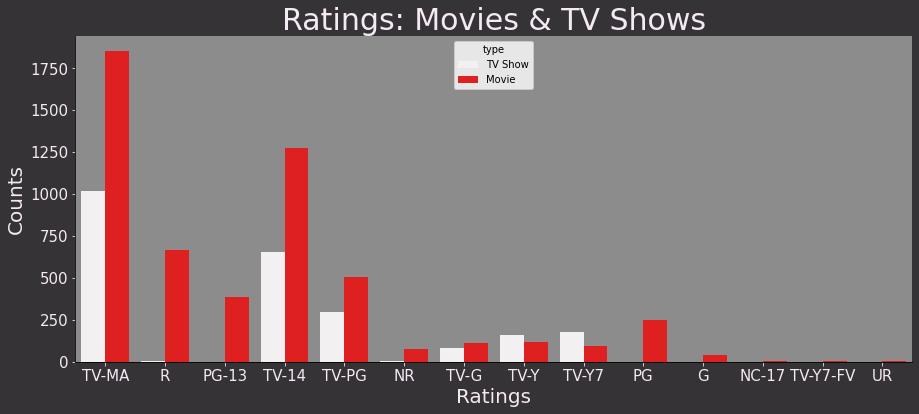 Ratings: Movies & TV Shows
type
TV Show
Movie
Counts
1750
1500
1250
1000
750
500
250
0
TV-MA R PG-13 TV-14 TV-PG NR TV-G TV-Y TV-Y7 PG G NC-17 TV-Y7-FV UR
Ratings